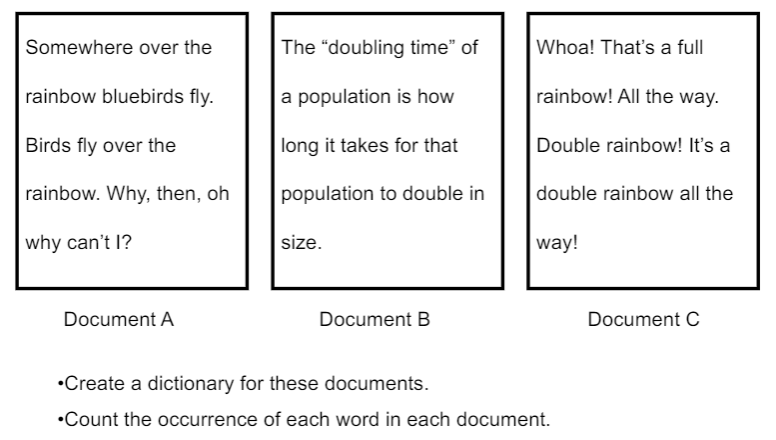 Somewhere over the
rainbow bluebirds fly.
Birds fly over the
rainbow. Why, then, oh
why can’t I?
Document A
The “doubling time” of
a population is how
long it takes for that
population to double in
size.
Document B
Whoa! That’s a full
rainbow! All the way.
Double rainbow! It’s a
double rainbow all the
way!
Document C
•Create a dictionary for these documents.
•Count the occurrence of each word in each document.